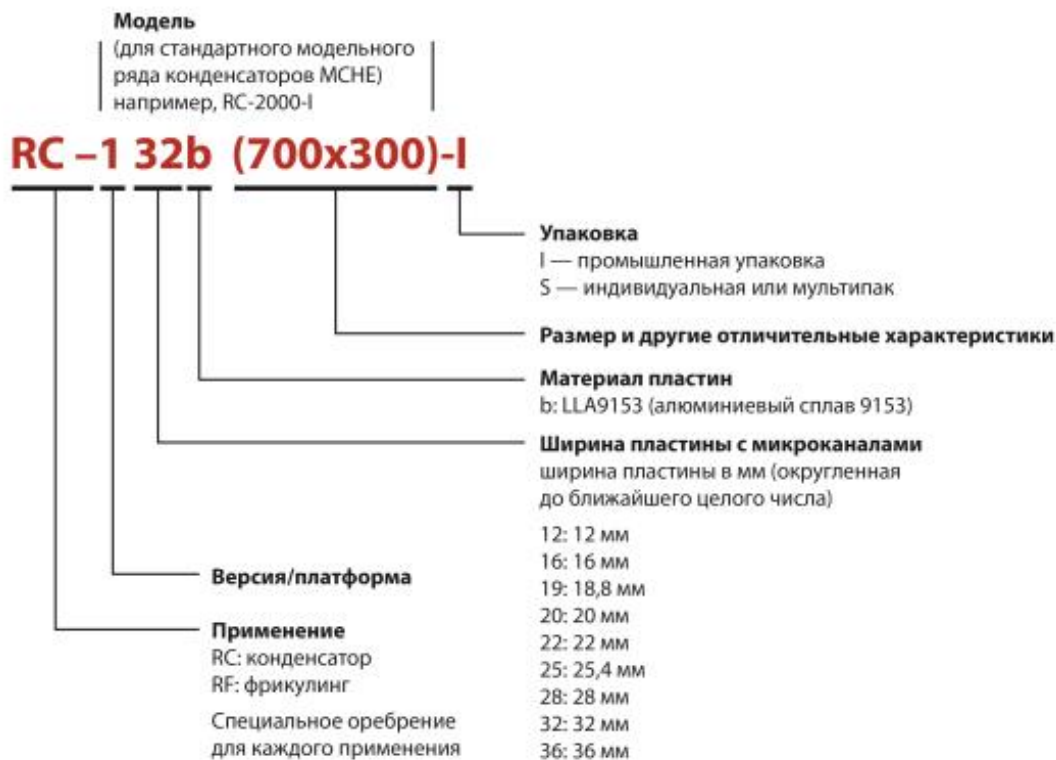 Модель
(для стандартного модельного
ряда конденсаторов MCHE)
например, RC-2000-I
RC –1 32b (700x300)-I
Упаковка
I — промышленная упаковка
S — индивидуальная или мультипак
Размер и другие отличительные характеристики
Материал пластин
b: LLA9153 (алюминиевый сплав 9153)
Ширина пластины с микроканалами
ширина пластины в мм (округленная
до ближайшего целого числа)
12: 12 мм
16: 16 мм
19: 18,8 мм
20: 20 мм
22: 22 мм
25: 25,4 мм
28: 28 мм
32: 32 мм
36: 36 мм
Версия/платформа
Применение
RC: конденсатор
RF: фрикулинг
Специальное оребрение
для каждого применения